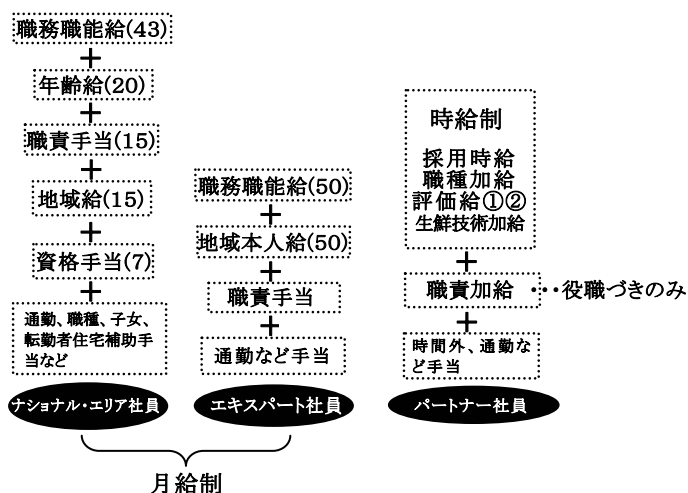 職務職能給(43)
+
年齢給(20)
+
職責手当(15)
+
地域給(15)
+
資格手当(7)
+
通勤、職種、子女、
転勤者住宅補助手
当など
ナショナル・エリア社員
職務職能給(50)
+
地域本人給(50)
+
職責手当
+
通勤など手当
エキスパート社員
月給制
時給制
採用時給
職種加給
評価給①②
生鮮技術加給
+
職責加給 ・・・役職づきのみ
+
時間外、通勤な
ど手当
パートナー社員